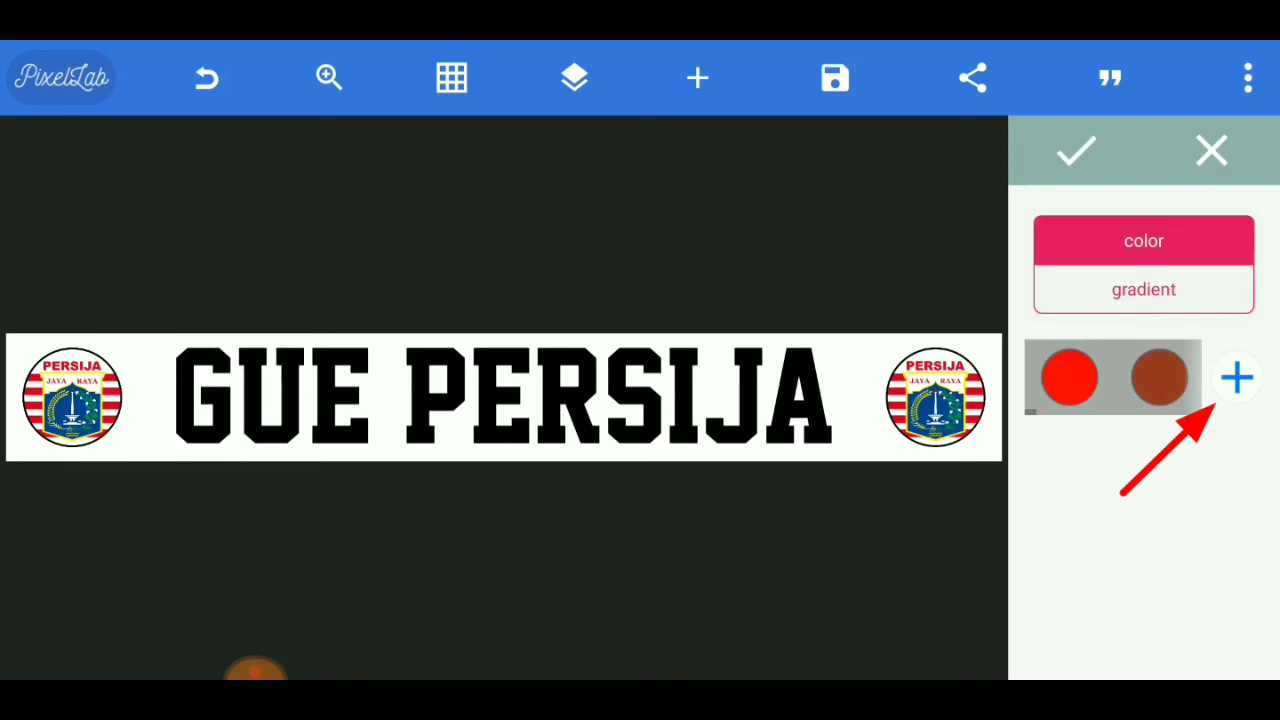 PixelLab
color
gradient
PERSIJA
JAYA RAYA
GUE PERSIJA
PERSIJA
JAYA RAYA